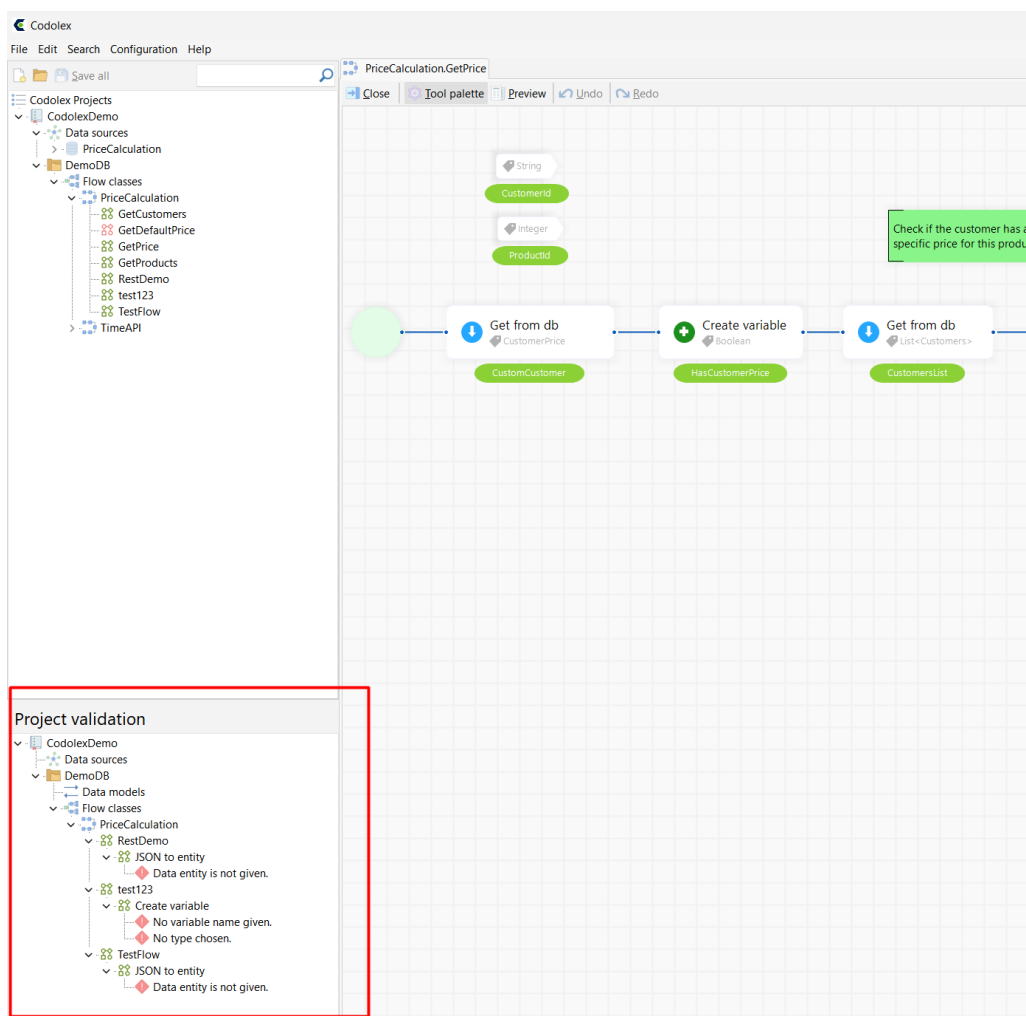 Codolex
File Edit Search Configuration Help
Save all
Codolex Projects
CodolexDemo
Data sources
PriceCalculation
DemoDB
Flow classes
PriceCalculation
GetCustomers
GetDefaultPrice
GetPrice
GetProducts
RestDemo
test123
TestFlow
TimeAPI
PriceCalculation.GetPrice
Close Tool palette Preview Undo Redo
String
CustomerId
Integer
ProductId
Check if the customer has a
specific price for this produ
Get from db
CustomerPrice
CustomCustomer
Create variable
Boolean
HasCustomerPrice
Get from db
List<Customers>
CustomersList
Project validation
CodolexDemo
Data sources
DemoDB
Data models
Flow classes
PriceCalculation
RestDemo
JSON to entity
Data entity is not given.
test123
Create variable
No variable name given.
No type chosen.
TestFlow
JSON to entity
Data entity is not given.